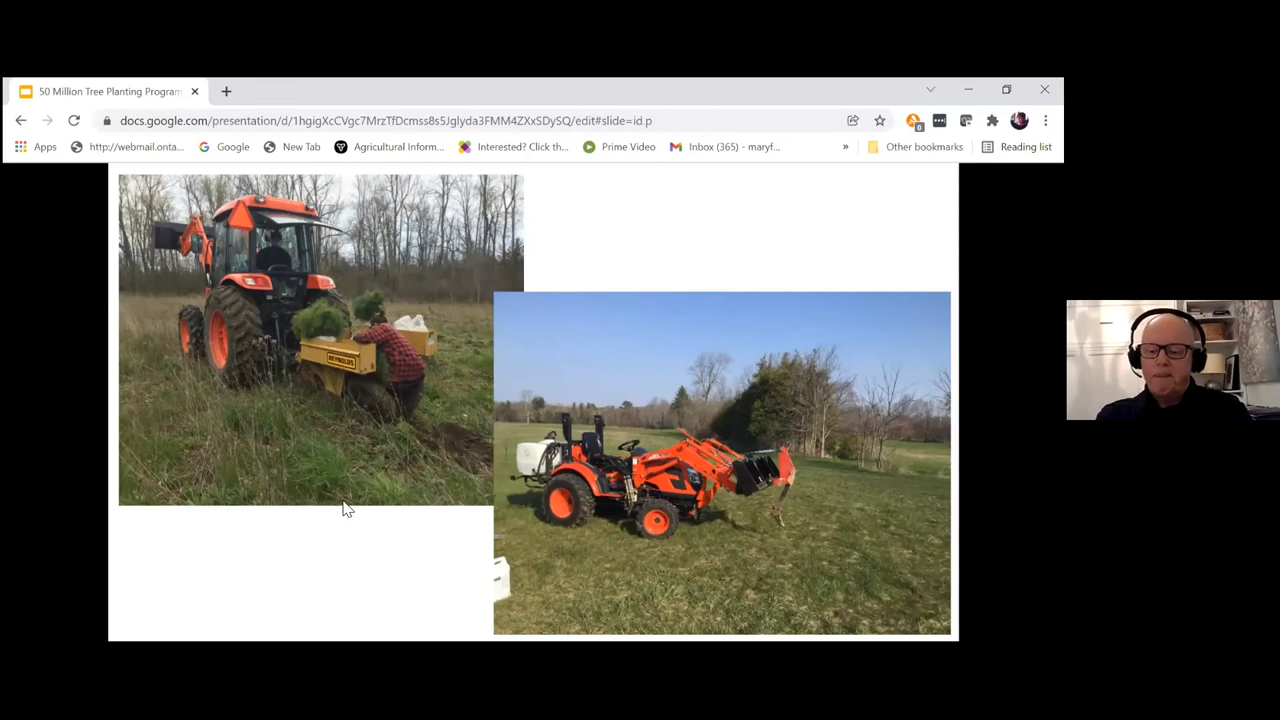 50 Million Tree Planting Program
docs.google.com/presentation/d/1hgigXcCVgc7MrzTfDcmss8s5Jglyda3FMM4ZXxSDySQ/edit#slide=id.p
0
Apps http://webmail.onta... Google New Tab Agricultural Inform... Interested? Click th... Prime Video Inbox (365) - maryf... » Other bookmarks Reading list
REYNOLDS